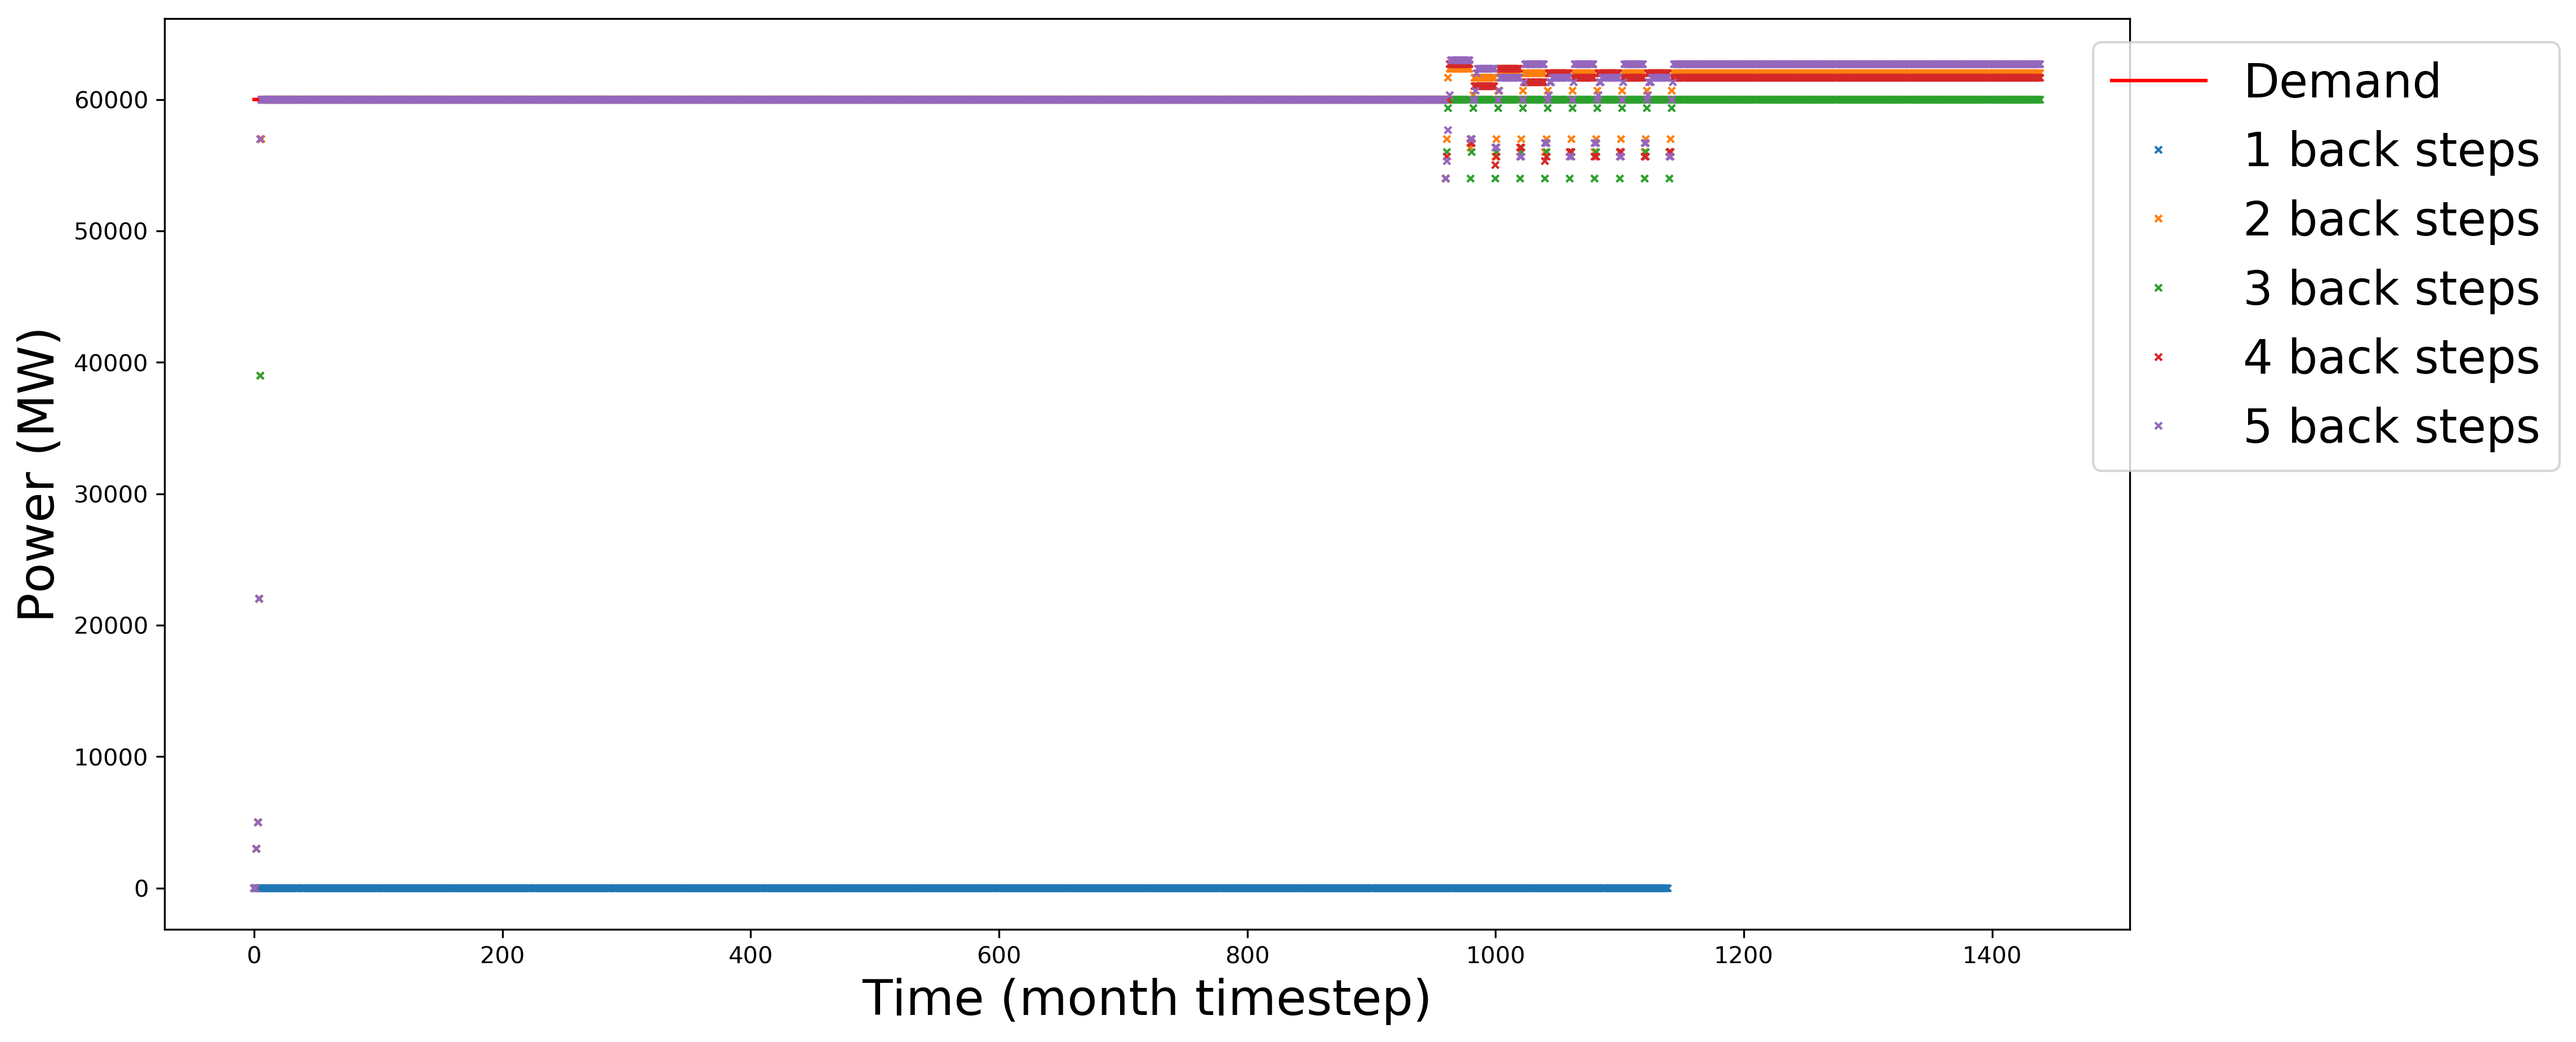 Power (MW)
60000
50000
40000
30000
20000
10000
0
0 200 400 600 800 1000 1200 1400
Time (month timestep)
Demand
1 back steps
2 back steps
3 back steps
4 back steps
5 back steps